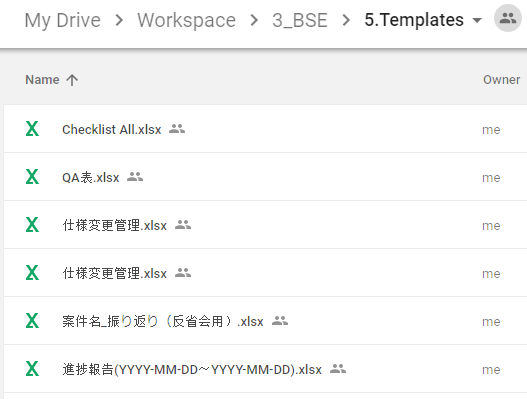 My Drive > Workspace > 3_BSE > 5.Templates
Name Owner
Checklist All.xlsx me
QA表.xlsx me
仕様変更管理.xlsx me
仕様変更管理.xlsx me
案件名_振り返り（反省会用）.xlsx me
進捗報告(YYYY-MM-DD～YYYY-MM-DD).xlsx me